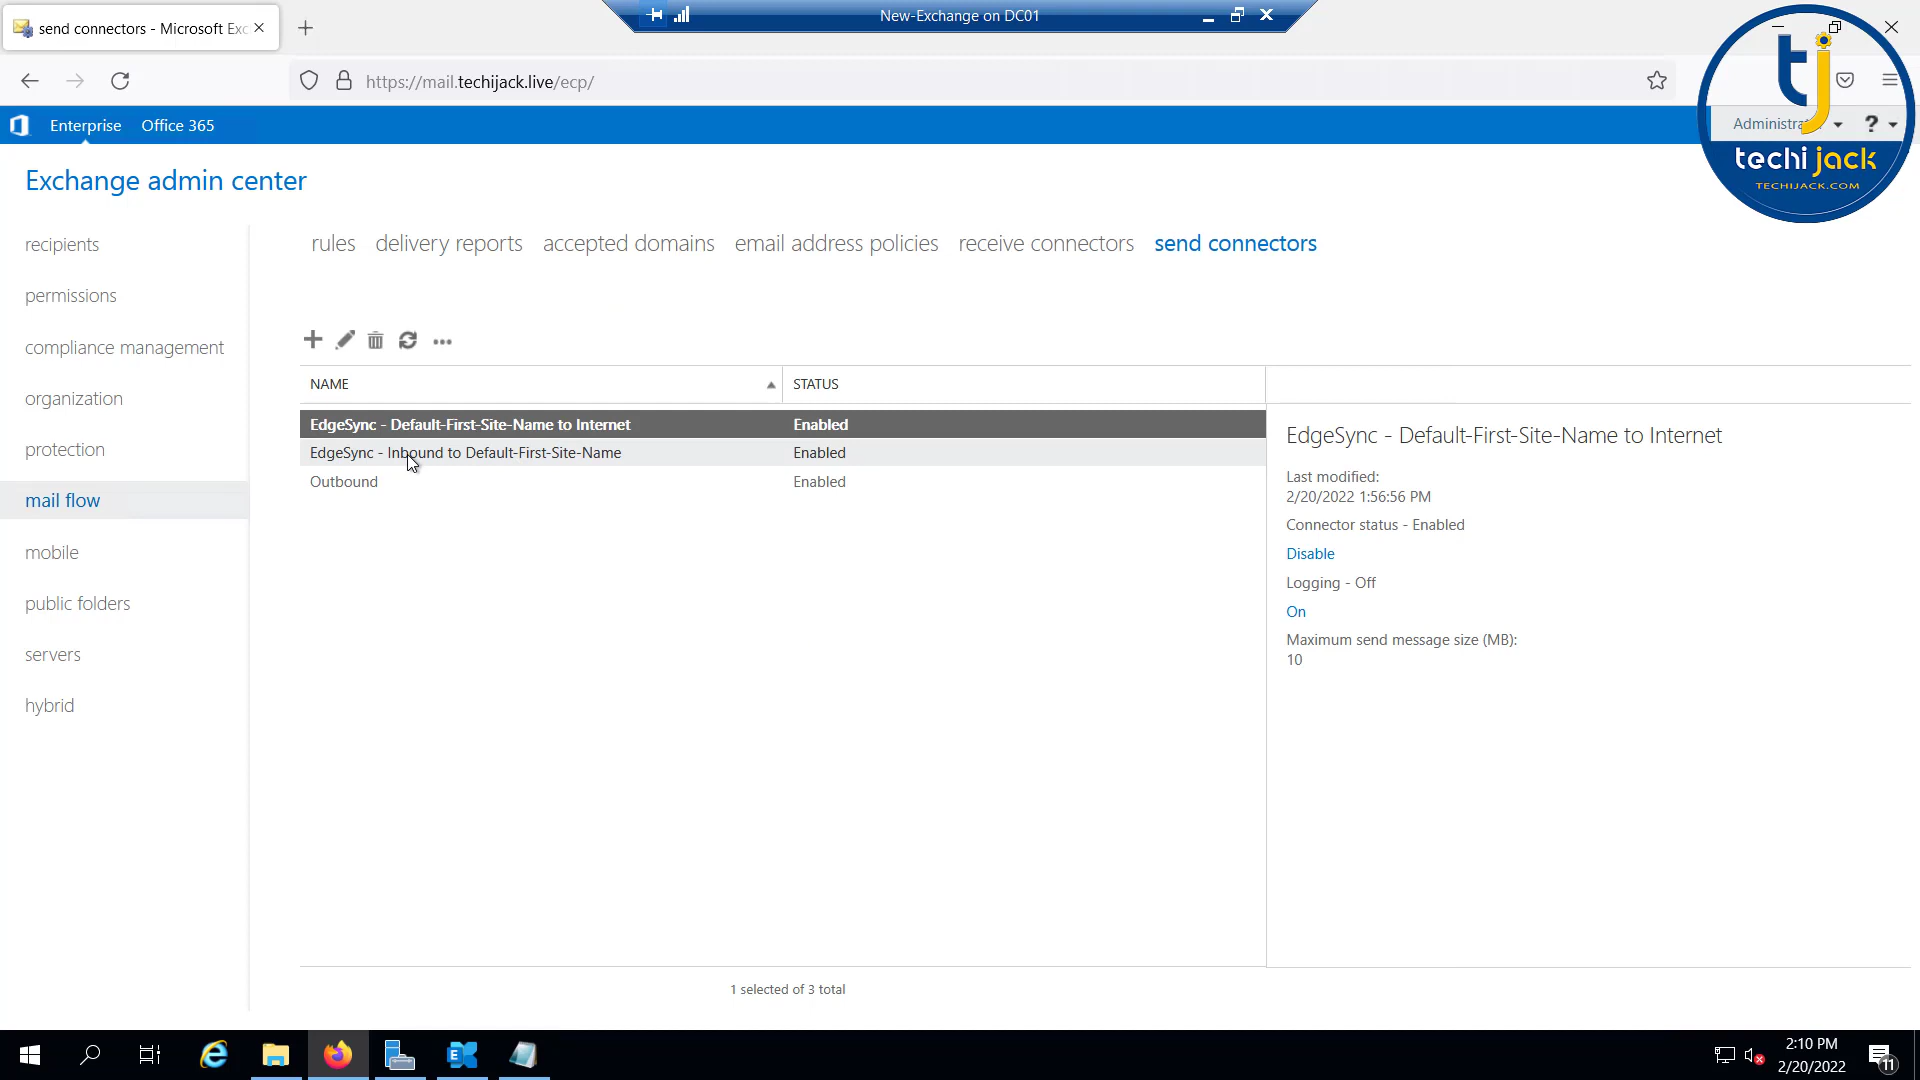 New-Exchange on DC01
send connectors - Microsoft Exc
https://mail.techijack.live/ecp/
Enterprise
Office 365
?
tj
techi jack
TECHIJACK.COM
Exchange admin center
recipients
permissions
compliance management
organization
protection
mail flow
mobile
public folders
servers
hybrid
rules
delivery reports
accepted domains
email address policies
receive connectors
send connectors
NAME
STATUS
EdgeSync - Default-First-Site-Name to Internet
Enabled
EdgeSync - Inbound to Default-First-Site-Name
Enabled
Outbound
Enabled
EdgeSync - Default-First-Site-Name to Internet
Last modified:
2/20/2022 1:56:56 PM
Connector status - Enabled
Disable
Logging - Off
On
Maximum send message size (MB):
10
1 selected of 3 total
2:10 PM
2/20/2022
11